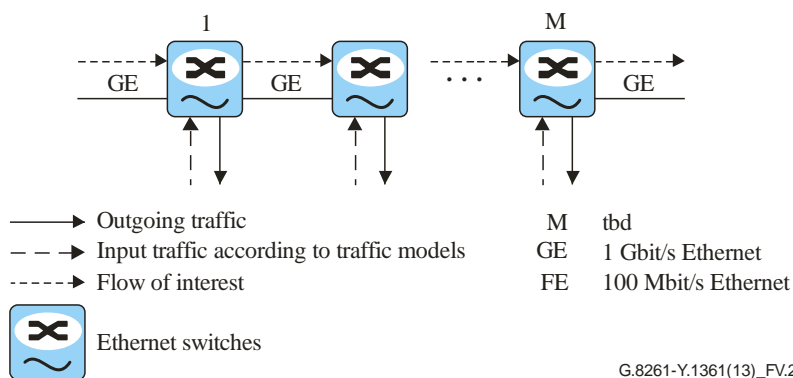 1 M
GE GE ... GE
Outgoing traffic M tbd
Input traffic according to traffic models GE 1 Gbit/s Ethernet
Flow of interest FE 100 Mbit/s Ethernet
Ethernet switches
G.8261-Y.1361(13)_FV.2